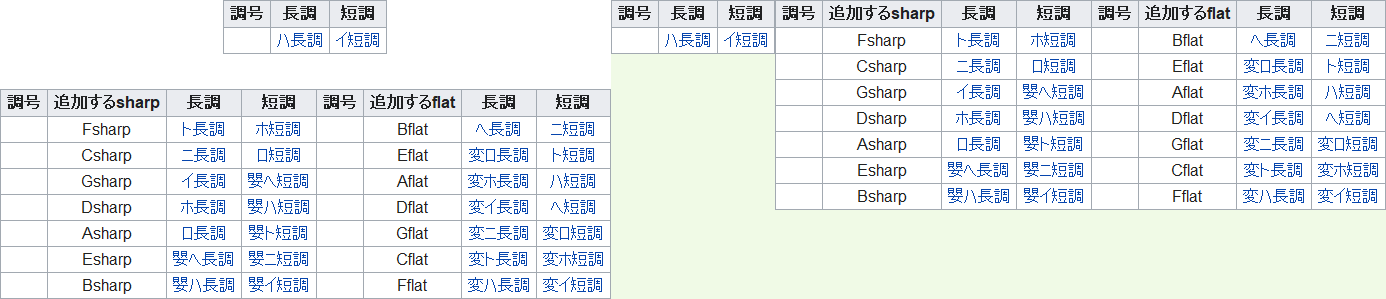 調号 長調 短調
ハ長調 イ短調
調号 追加するsharp 長調 短調 調号 追加するflat 長調 短調
Fsharp ト長調 ホ短調 Bflat ヘ長調 ニ短調
Csharp ニ長調 ロ短調 Eflat 変ロ長調 ト短調
Gsharp イ長調 嬰ヘ短調 Aflat 変ホ長調 ハ短調
Dsharp ホ長調 嬰ハ短調 Dflat 変イ長調 ヘ短調
Asharp ロ長調 嬰ト短調 Gflat 変ニ長調 変ロ短調
Esharp 嬰ヘ長調 嬰ニ短調 Cflat 変ト長調 変ホ短調
Bsharp 嬰ハ長調 嬰イ短調 Fflat 変ハ長調 変イ短調
調号 長調 短調
ハ長調 イ短調
調号 追加するsharp 長調 短調 調号 追加するflat 長調 短調
Fsharp ト長調 ホ短調 Bflat ヘ長調 ニ短調
Csharp ニ長調 ロ短調 Eflat 変ロ長調 ト短調
Gsharp イ長調 嬰ヘ短調 Aflat 変ホ長調 ハ短調
Dsharp ホ長調 嬰ハ短調 Dflat 変イ長調 ヘ短調
Asharp ロ長調 嬰ト短調 Gflat 変ニ長調 変ロ短調
Esharp 嬰ヘ長調 嬰ニ短調 Cflat 変ト長調 変ホ短調
Bsharp 嬰ハ長調 嬰イ短調 Fflat 変ハ長調 変イ短調